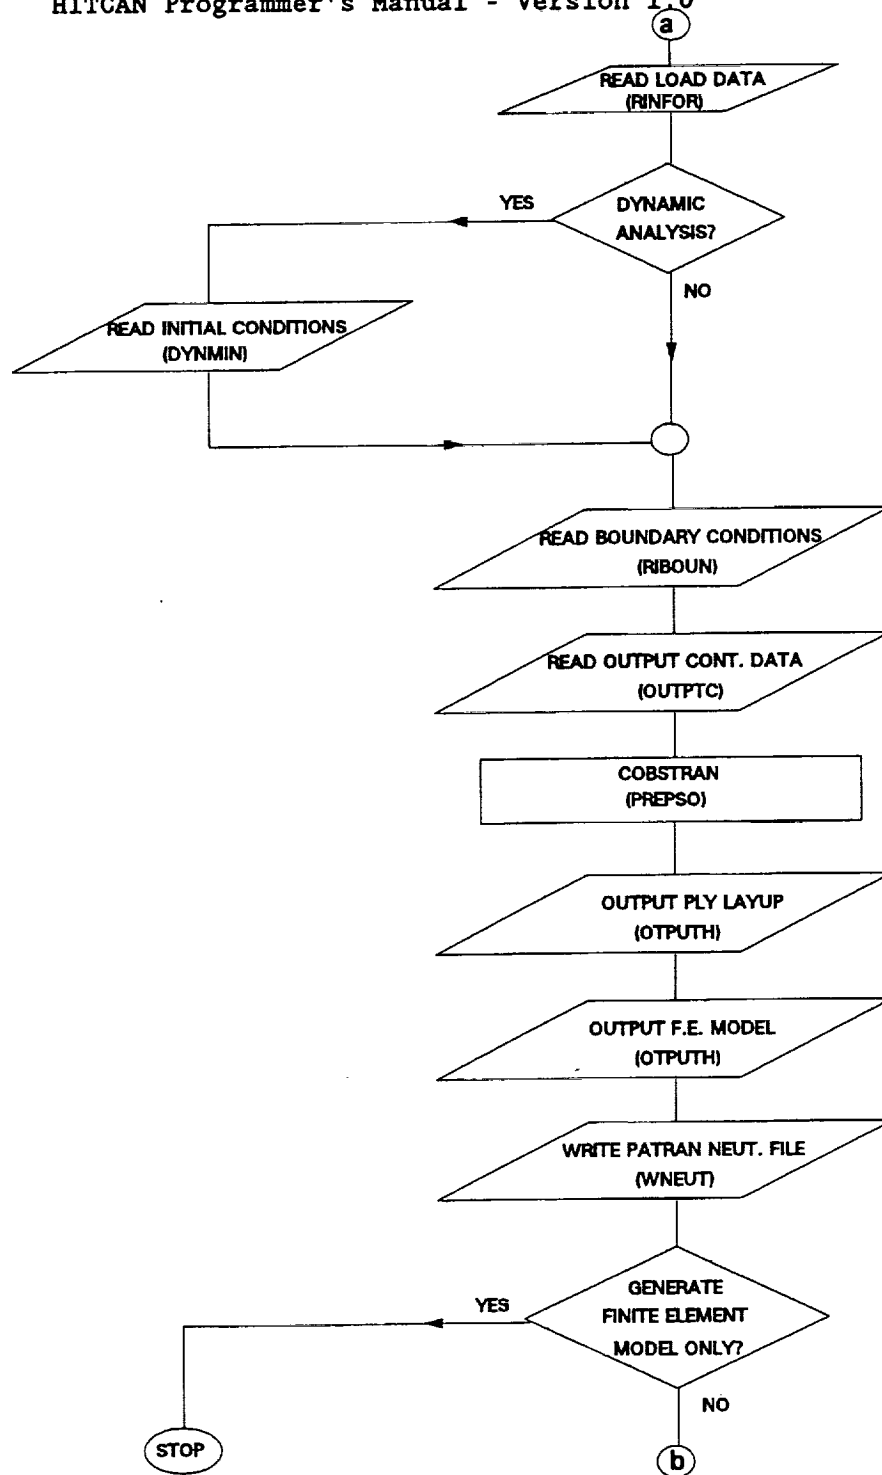 HITCAN Programmer's Manual - Version 1.0
a
READ LOAD DATA
(RINFOR)
YES
DYNAMIC
ANALYSIS?
NO
READ INITIAL CONDITIONS
(DYNMIN)
READ BOUNDARY CONDITIONS
(RIBOUN)
READ OUTPUT CONT. DATA
(OUTPTC)
COBSTRAN
(PREPSO)
OUTPUT PLY LAYUP
(OTPUTH)
OUTPUT F.E. MODEL
(OTPUTH)
WRITE PATRAN NEUT. FILE
(WNEUT)
YES
GENERATE
FINITE ELEMENT
MODEL ONLY?
NO
STOP
b